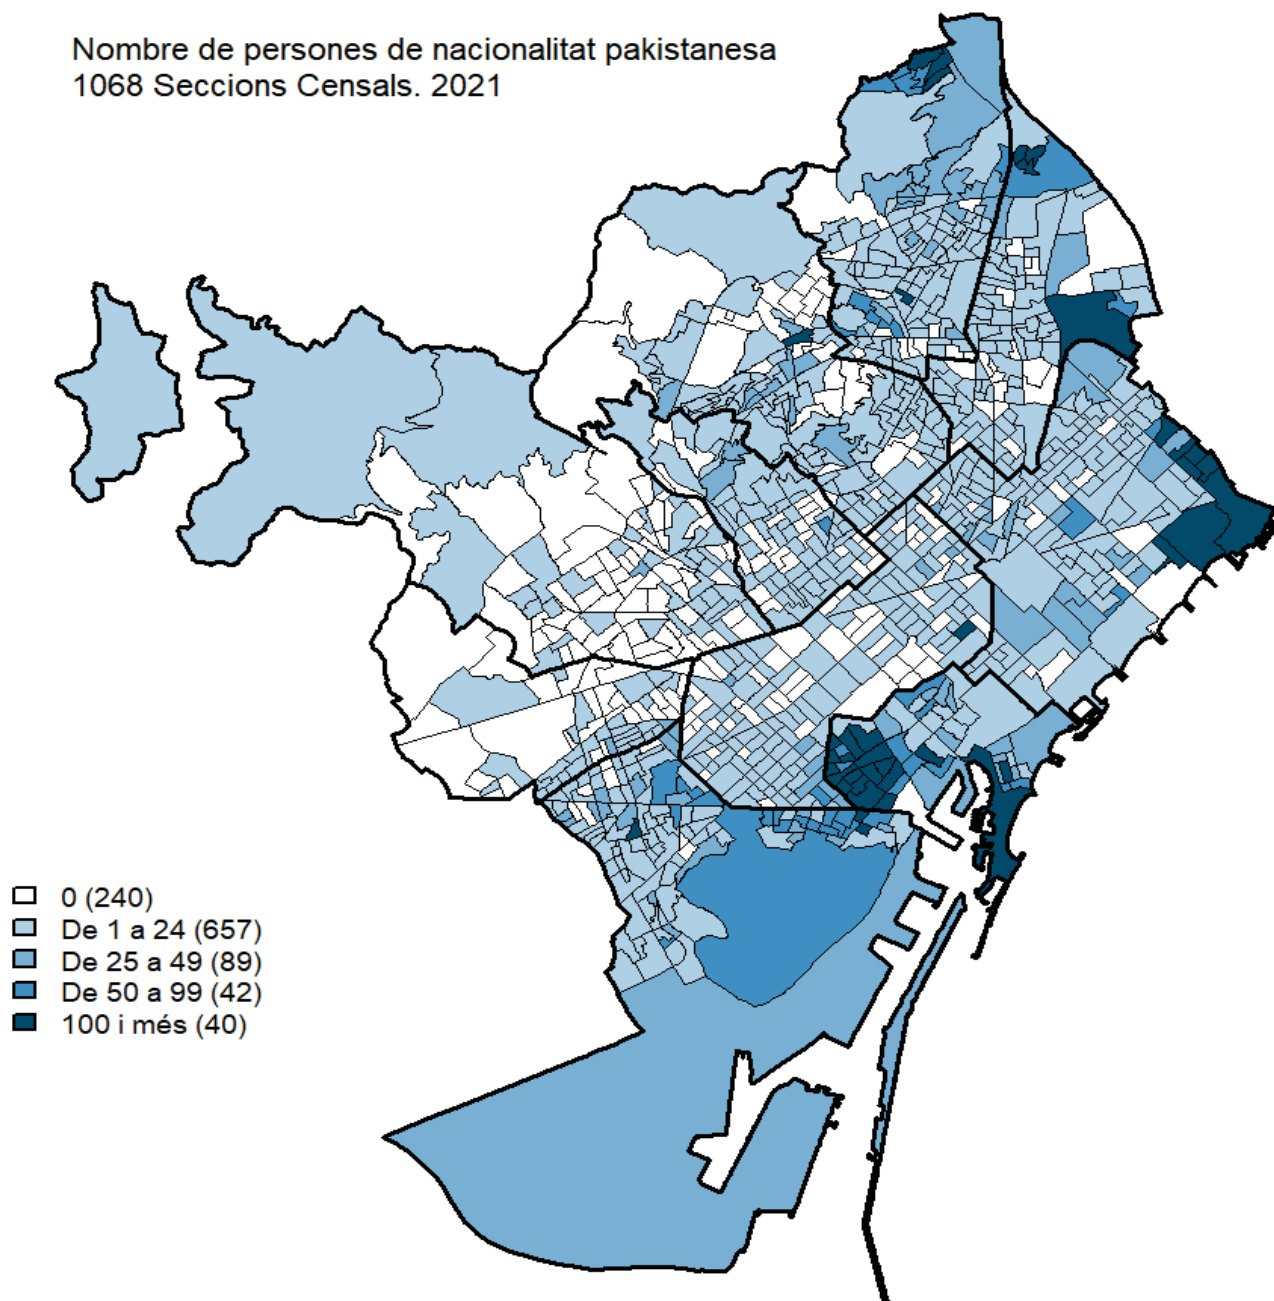 Nombre de persones de nacionalitat pakistanesa
1068 Seccions Censals. 2021
0 (240)
De 1 a 24 (657)
De 25 a 49 (89)
De 50 a 99 (42)
100 i més (40)